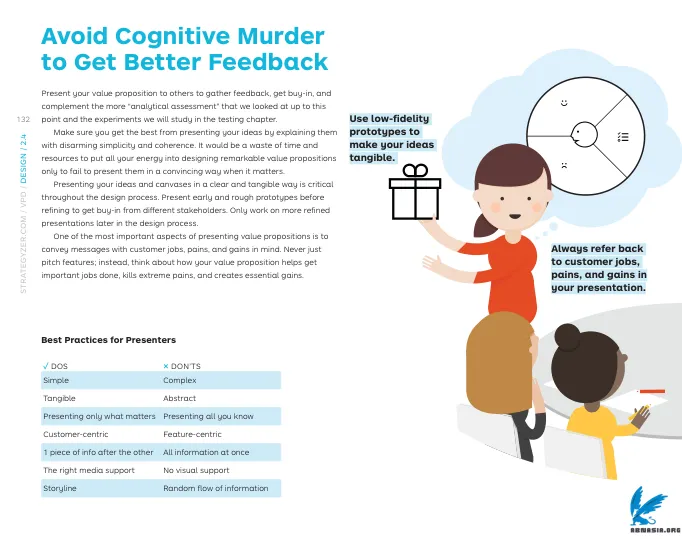 Avoid Cognitive Murder
to Get Better Feedback
Present your value proposition to others to gather feedback, get buy-in, and
complement the more “analytical assessment” that we looked at up to this
point and the experiments we will study in the testing chapter.
Make sure you get the best from presenting your ideas by explaining them
with disarming simplicity and coherence. It would be a waste of time and
resources to put all your energy into designing remarkable value propositions
only to fail to present them in a convincing way when it matters.
Presenting your ideas and canvases in a clear and tangible way is critical
throughout the design process. Present early and rough prototypes before
refining to get buy-in from different stakeholders. Only work on more refined
presentations later in the design process.
One of the most important aspects of presenting value propositions is to
convey messages with customer jobs, pains, and gains in mind. Never just
pitch features; instead, think about how your value proposition helps get
important jobs done, kills extreme pains, and creates essential gains.
132
STRATEGYZER.COM / VPD / DESIGN / 2.4
Use low-fidelity
prototypes to
make your ideas
tangible.
Always refer back
to customer jobs,
pains, and gains in
your presentation.
Best Practices for Presenters
√ DOS × DON'TS
Simple Complex
Tangible Abstract
Presenting only what matters Presenting all you know
Customer-centric Feature-centric
1 piece of info after the other All information at once
The right media support No visual support
Storyline Random flow of information
ABNASIA.ORG